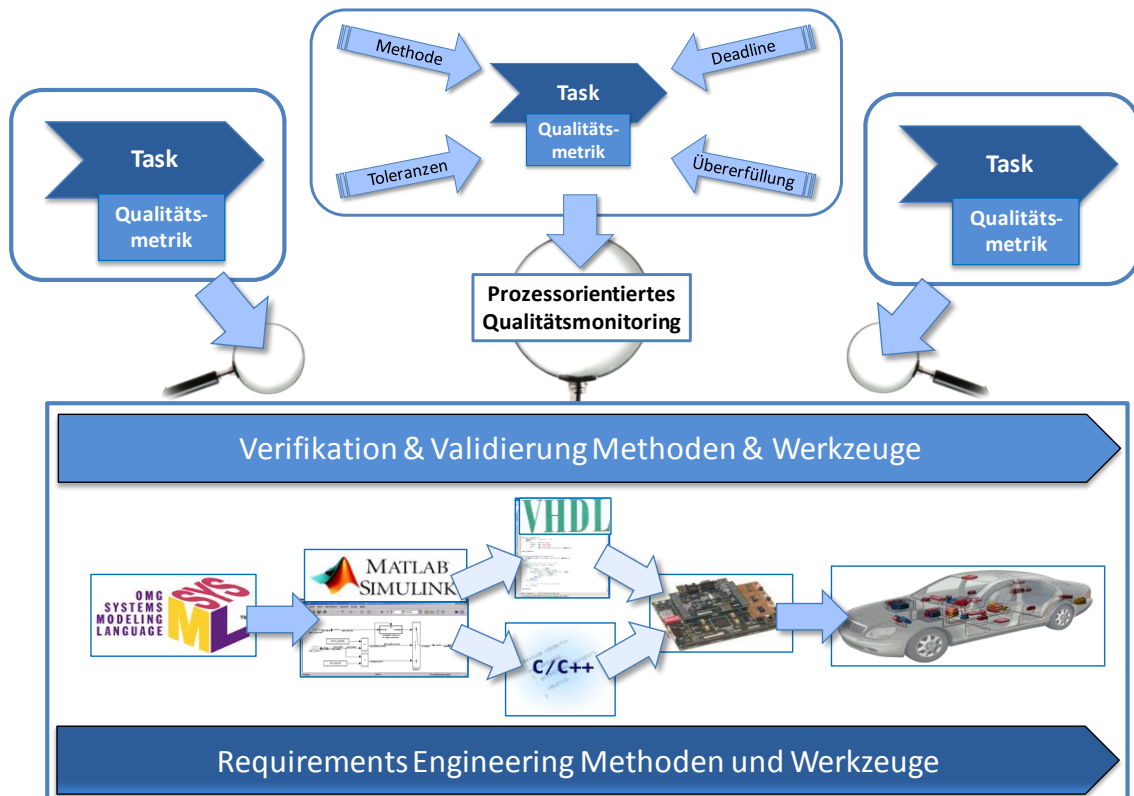 Methode
Deadline
Task
Qualitäts-
metrik
Toleranzen
Übererfüllung
Task
Qualitäts-
metrik
Task
Qualitäts-
metrik
Prozessorientiertes
Qualitätsmonitoring
Verifikation & Validierung Methoden & Werkzeuge
VHDL
MATLAB
SIMULINK
OMG
SYSTEMS
MODELING
LANGUAGE
SYS
ML
TM
C/C++
Requirements Engineering Methoden und Werkzeuge